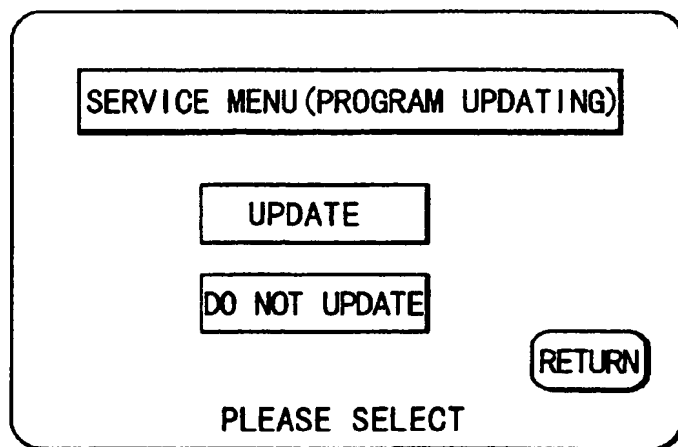 SERVICE MENU(PROGRAM UPDATING)
UPDATE
DO NOT UPDATE
RETURN
PLEASE SELECT